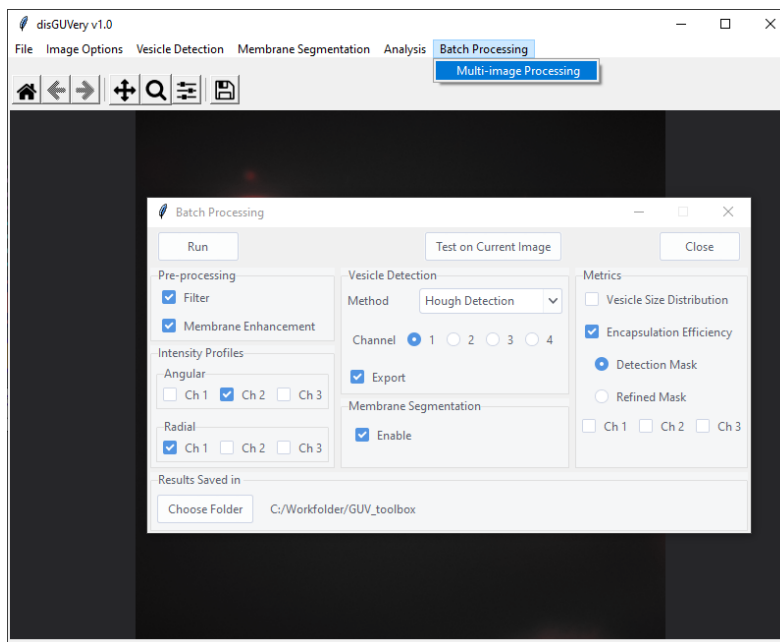 disGUVery v1.0
File Image Options Vesicle Detection Membrane Segmentation Analysis Batch Processing
Multi-image Processing
Batch Processing
Run Test on Current Image Close
Pre-processing
Filter
Membrane Enhancement
Intensity Profiles
Angular
Ch 1 Ch 2 Ch 3
Radial
Ch 1 Ch 2 Ch 3
Vesicle Detection
Method Hough Detection
Channel 1 2 3 4
Export
Membrane Segmentation
Enable
Metrics
Vesicle Size Distribution
Encapsulation Efficiency
Detection Mask
Refined Mask
Ch 1 Ch 2 Ch 3
Results Saved in
Choose Folder C:/Workfolder/GUV_toolbox